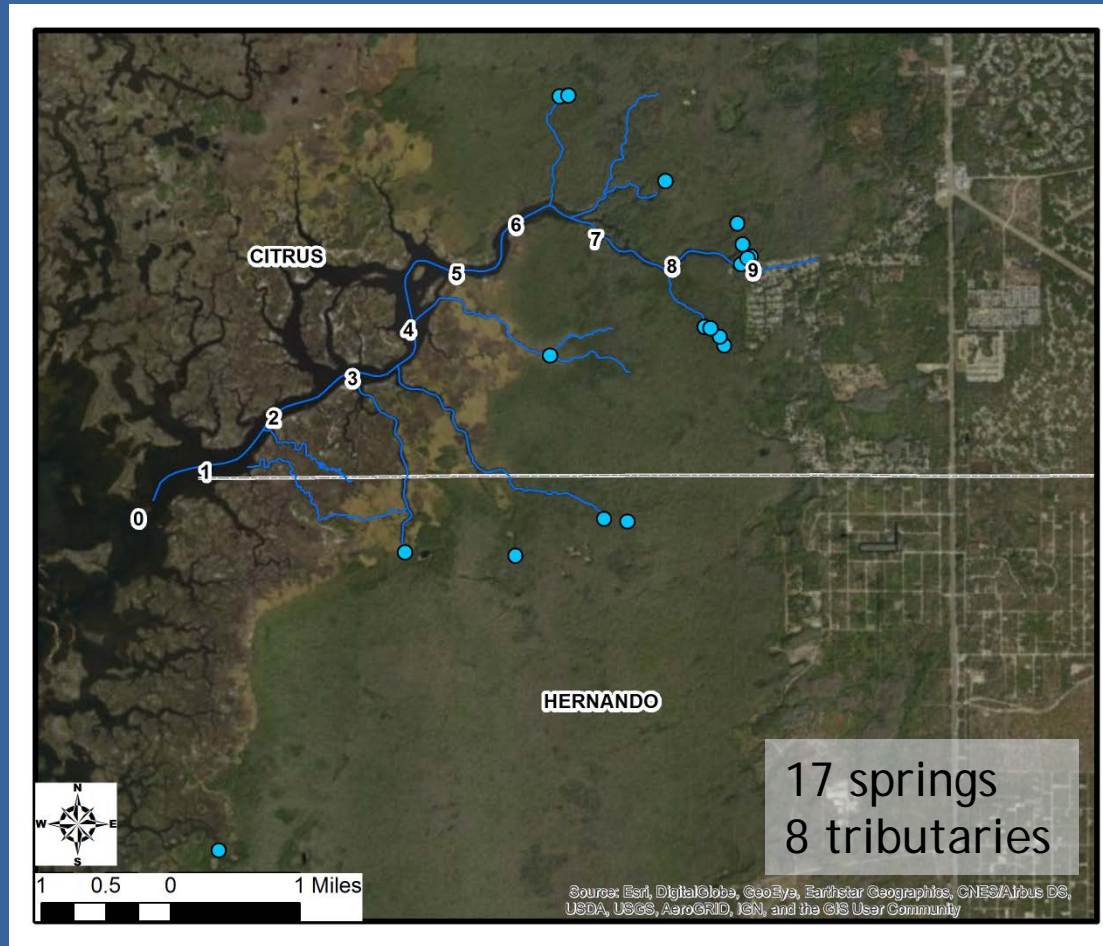 6
7
CITRUS
5
8
9
4
3
2
1
0
HERNANDO
17 springs
8 tributaries
N
W E
S
1 0.5 0 1 Miles
Source: Esri, DigitalGlobe, GeoEye, Earthstar Geographics, CNES/Airbus DS,
USDA, USGS, AeroGRID, IGN, and the GIS User Community